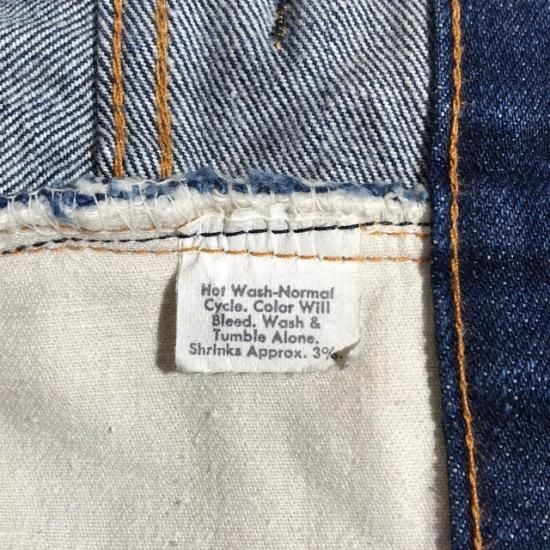 Hot Wash-Normal
Cycle. Color Will
Bleed. Wash &
Tumble Alone.
Shrinks Approx. 3%.